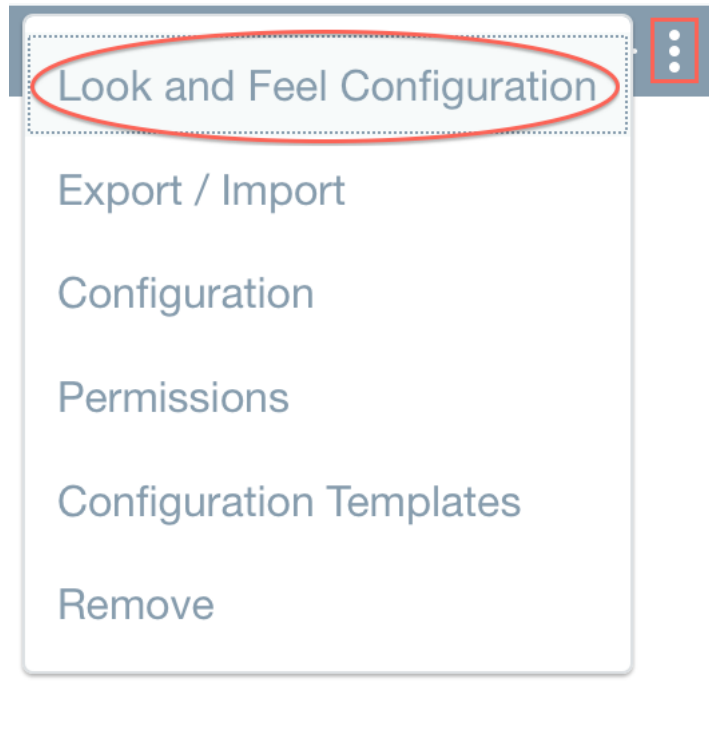 Look and Feel Configuration
Export / Import
Configuration
Permissions
Configuration Templates
Remove